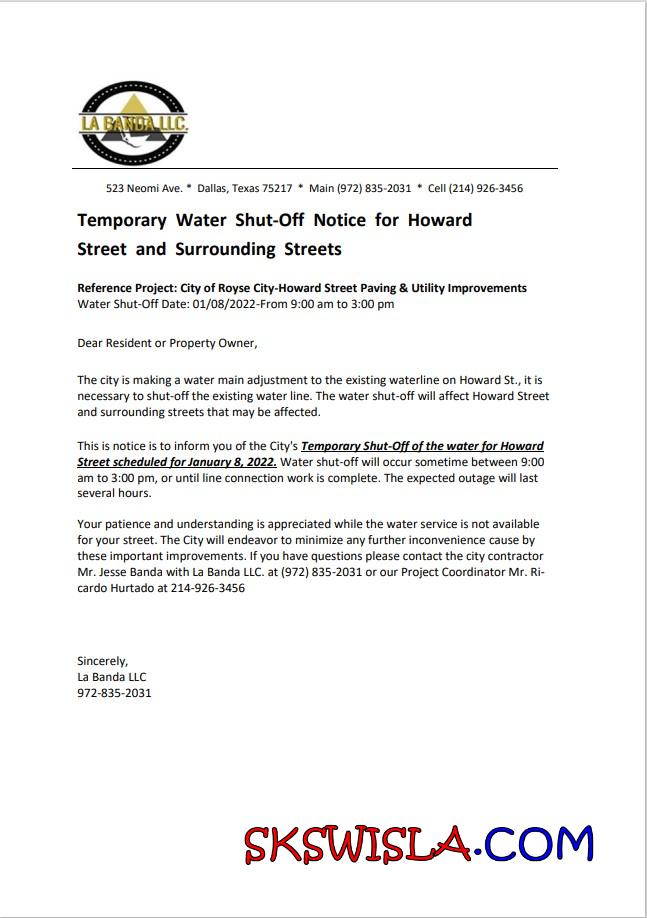 LA BANDA LLC.
523 Neomi Ave. * Dallas, Texas 75217 * Main (972) 835-2031 * Cell (214) 926-3456
Temporary Water Shut-Off Notice for Howard
Street and Surrounding Streets
Reference Project: City of Royse City-Howard Street Paving & Utility Improvements
Water Shut-Off Date: 01/08/2022-From 9:00 am to 3:00 pm
Dear Resident or Property Owner,
The city is making a water main adjustment to the existing waterline on Howard St., it is
necessary to shut-off the existing water line. The water shut-off will affect Howard Street
and surrounding streets that may be affected.
This is notice is to inform you of the City's Temporary Shut-Off of the water for Howard
Street scheduled for January 8, 2022. Water shut-off will occur sometime between 9:00
am to 3:00 pm, or until line connection work is complete. The expected outage will last
several hours.
Your patience and understanding is appreciated while the water service is not available
for your street. The City will endeavor to minimize any further inconvenience cause by
these important improvements. If you have questions please contact the city contractor
Mr. Jesse Banda with La Banda LLC. at (972) 835-2031 or our Project Coordinator Mr. Ri-
cardo Hurtado at 214-926-3456
Sincerely,
La Banda LLC
972-835-2031
SKSWISLA.COM